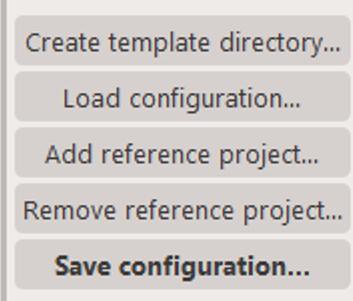 Create template directory...
Load configuration...
Add reference project...
Remove reference project...
Save configuration...